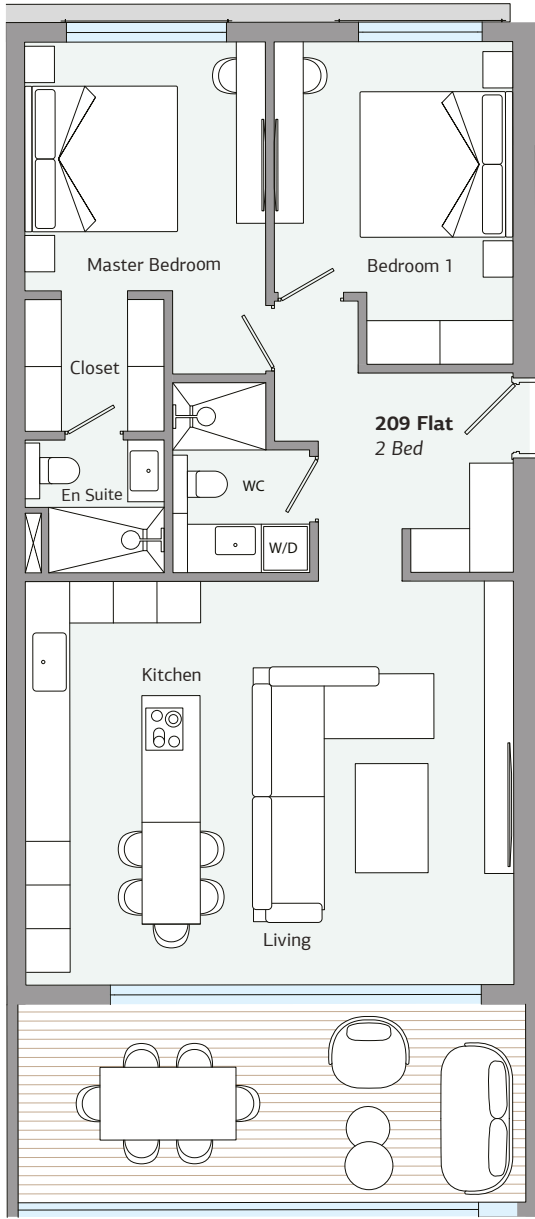 Master Bedroom
Bedroom 1
Closet
209 Flat
2 Bed
En Suite
WC
W/D
Kitchen
Living